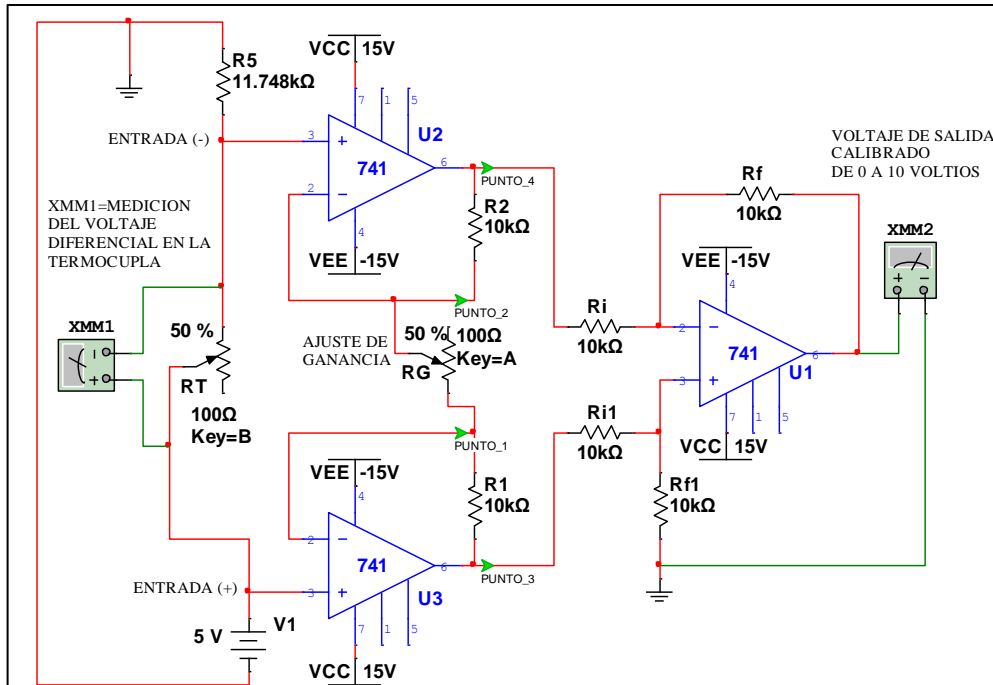 VCC 15V
R5
11.748kΩ
7 1 5
ENTRADA (-)
3
U2
741
6
2
4
PUNTO_4
R2
10kΩ
VEE -15V
PUNTO_2
VOLTAJE DE SALIDA
CALIBRADO
DE 0 A 10 VOLTIOS
Rf
10kΩ
XMM2
VEE -15V
4
XMM1=MEDICION
DEL VOLTAJE
DIFERENCIAL EN LA
TERMOCUPLA
XMM1
50 %
RT
100Ω
Key=B
AJUSTE DE
GANANCIA
50 %
100Ω
Key=A
RG
Ri
10kΩ
2
741
6
3
U1
7 1 5
VCC 15V
PUNTO_1
Ri1
10kΩ
Rf1
10kΩ
VEE -15V
4
R1
10kΩ
2
741
6
PUNTO_3
ENTRADA (+)
3
U3
7 1 5
V1
5 V
VCC 15V